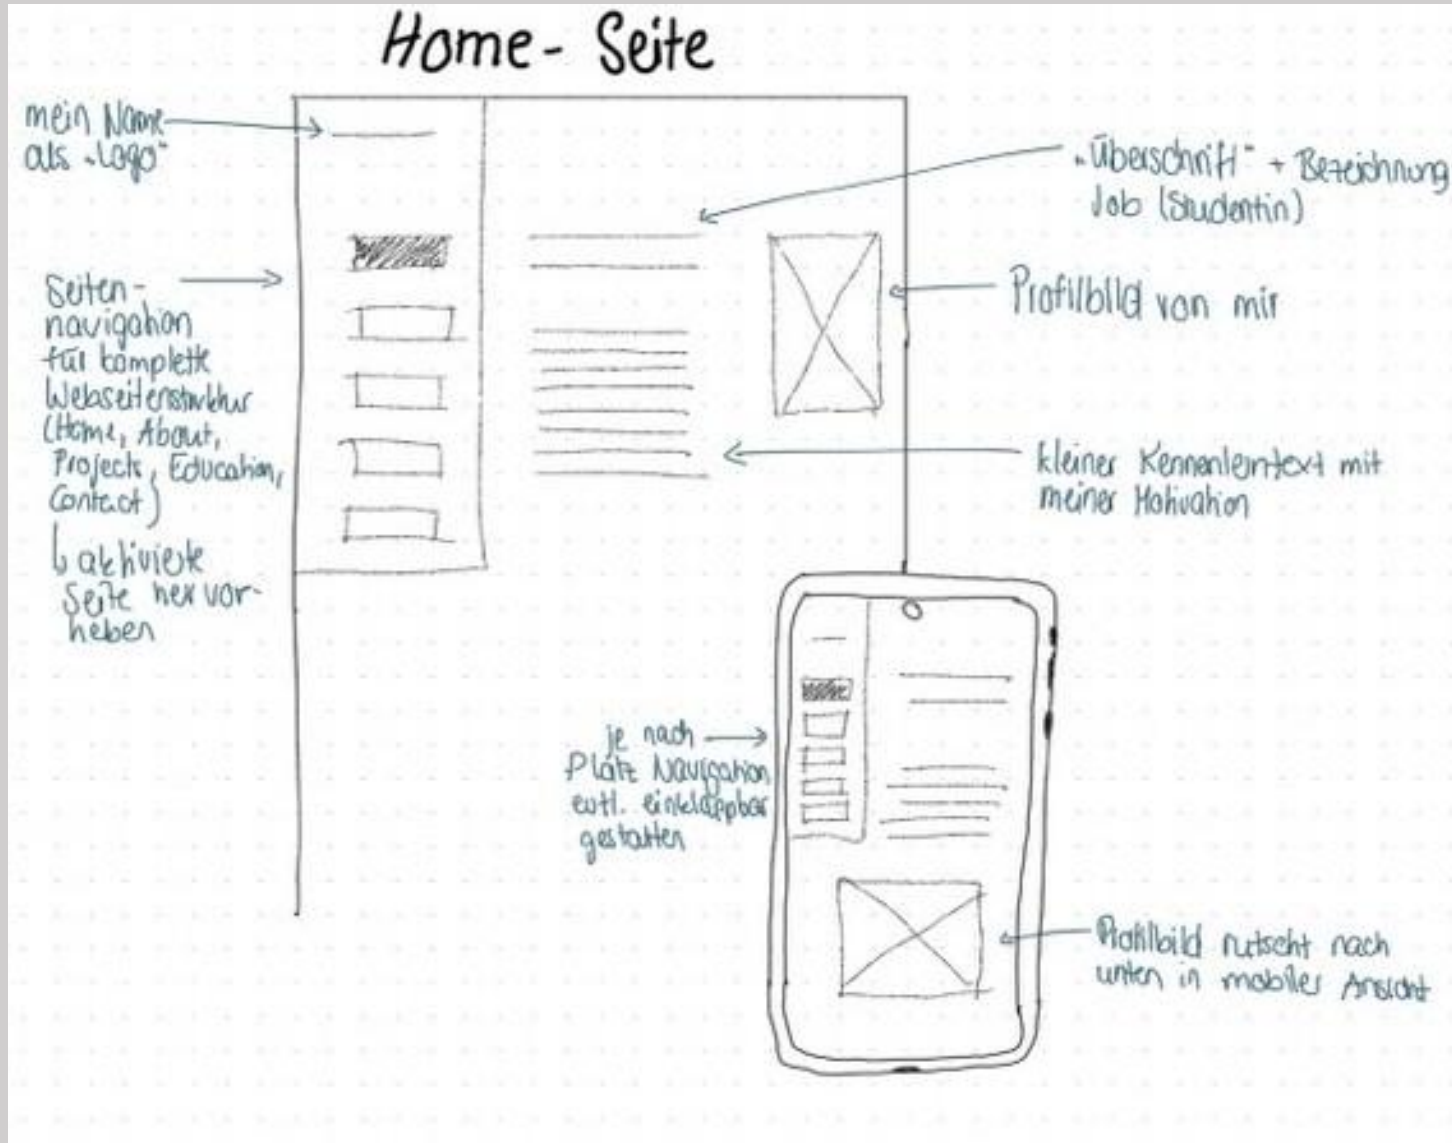 Home-Seite
mein Name
als "Logo"
Seiten-
navigation
für komplette
Webseitenstruktur
(Home, About,
Projects, Education,
Contact)
↳ aktivierte
Seite hervor-
heben
"Überschrift" + Bezeichnung
Job (Studentin)
Profilbild von mir
kleiner Kennenlerntext mit
meiner Motivation
je nach
Platz Navigation
evtl. einklappbar
gestalten
Profilbild rutscht nach
unten in mobiler Ansicht